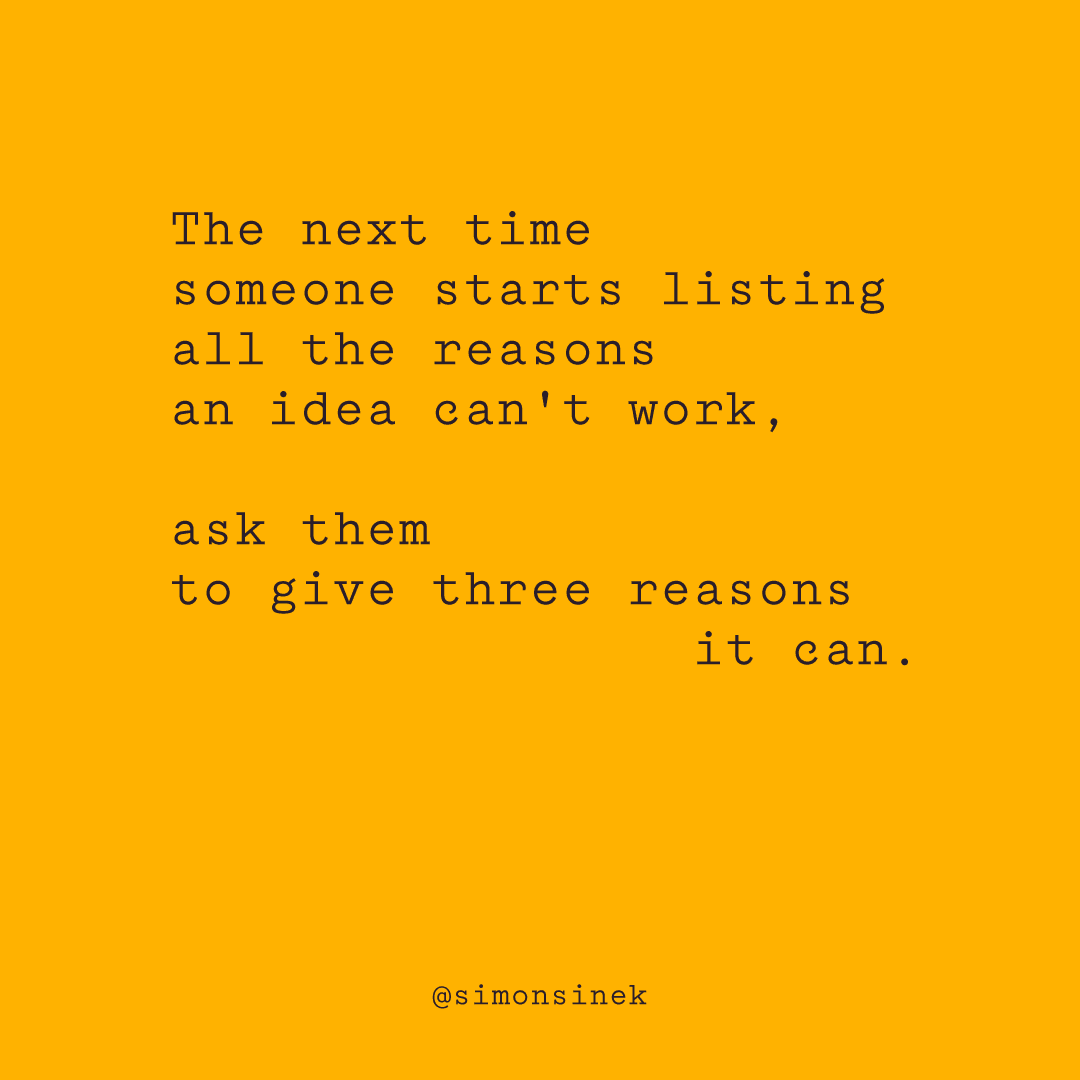 The next time
someone starts listing
all the reasons
an idea can't work,
ask them
to give three reasons
it can.
@simonsinek